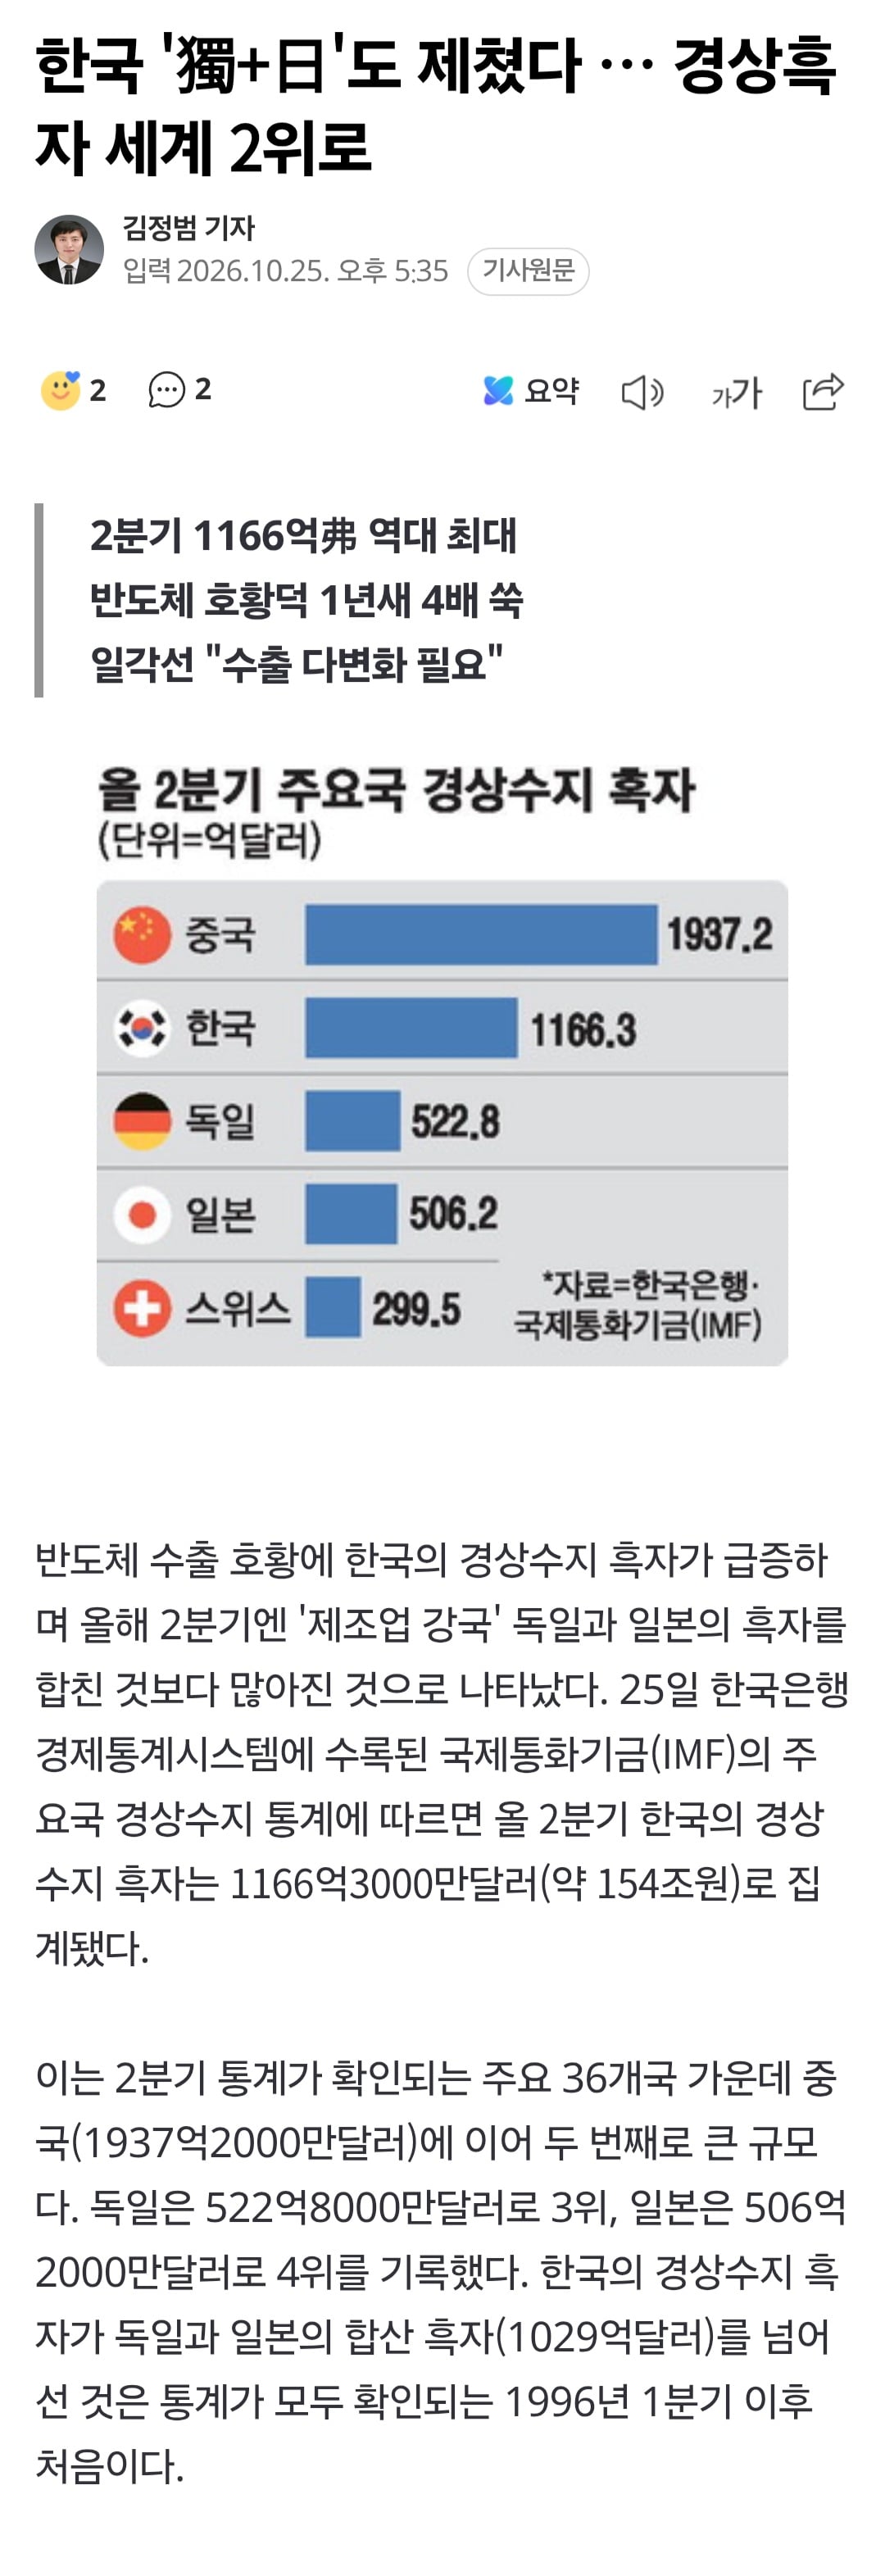 한국 '獨+日'도 제쳤다 … 경상흑
자 세계 2위로
김정범 기자
입력 2026.10.25. 오후 5:35 기사원문
2 2 요약 가가
2분기 1166억弗 역대 최대
반도체 호황덕 1년새 4배 쑥
일각선 "수출 다변화 필요"
올 2분기 주요국 경상수지 흑자
(단위=억달러)
중국 1937.2
한국 1166.3
독일 522.8
일본 506.2
스위스 299.5
*자료=한국은행·
국제통화기금(IMF)
반도체 수출 호황에 한국의 경상수지 흑자가 급증하
며 올해 2분기엔 '제조업 강국' 독일과 일본의 흑자를
합친 것보다 많아진 것으로 나타났다. 25일 한국은행
경제통계시스템에 수록된 국제통화기금(IMF)의 주
요국 경상수지 통계에 따르면 올 2분기 한국의 경상
수지 흑자는 1166억3000만달러(약 154조원)로 집
계됐다.
이는 2분기 통계가 확인되는 주요 36개국 가운데 중
국(1937억2000만달러)에 이어 두 번째로 큰 규모
다. 독일은 522억8000만달러로 3위, 일본은 506억
2000만달러로 4위를 기록했다. 한국의 경상수지 흑
자가 독일과 일본의 합산 흑자(1029억달러)를 넘어
선 것은 통계가 모두 확인되는 1996년 1분기 이후
처음이다.